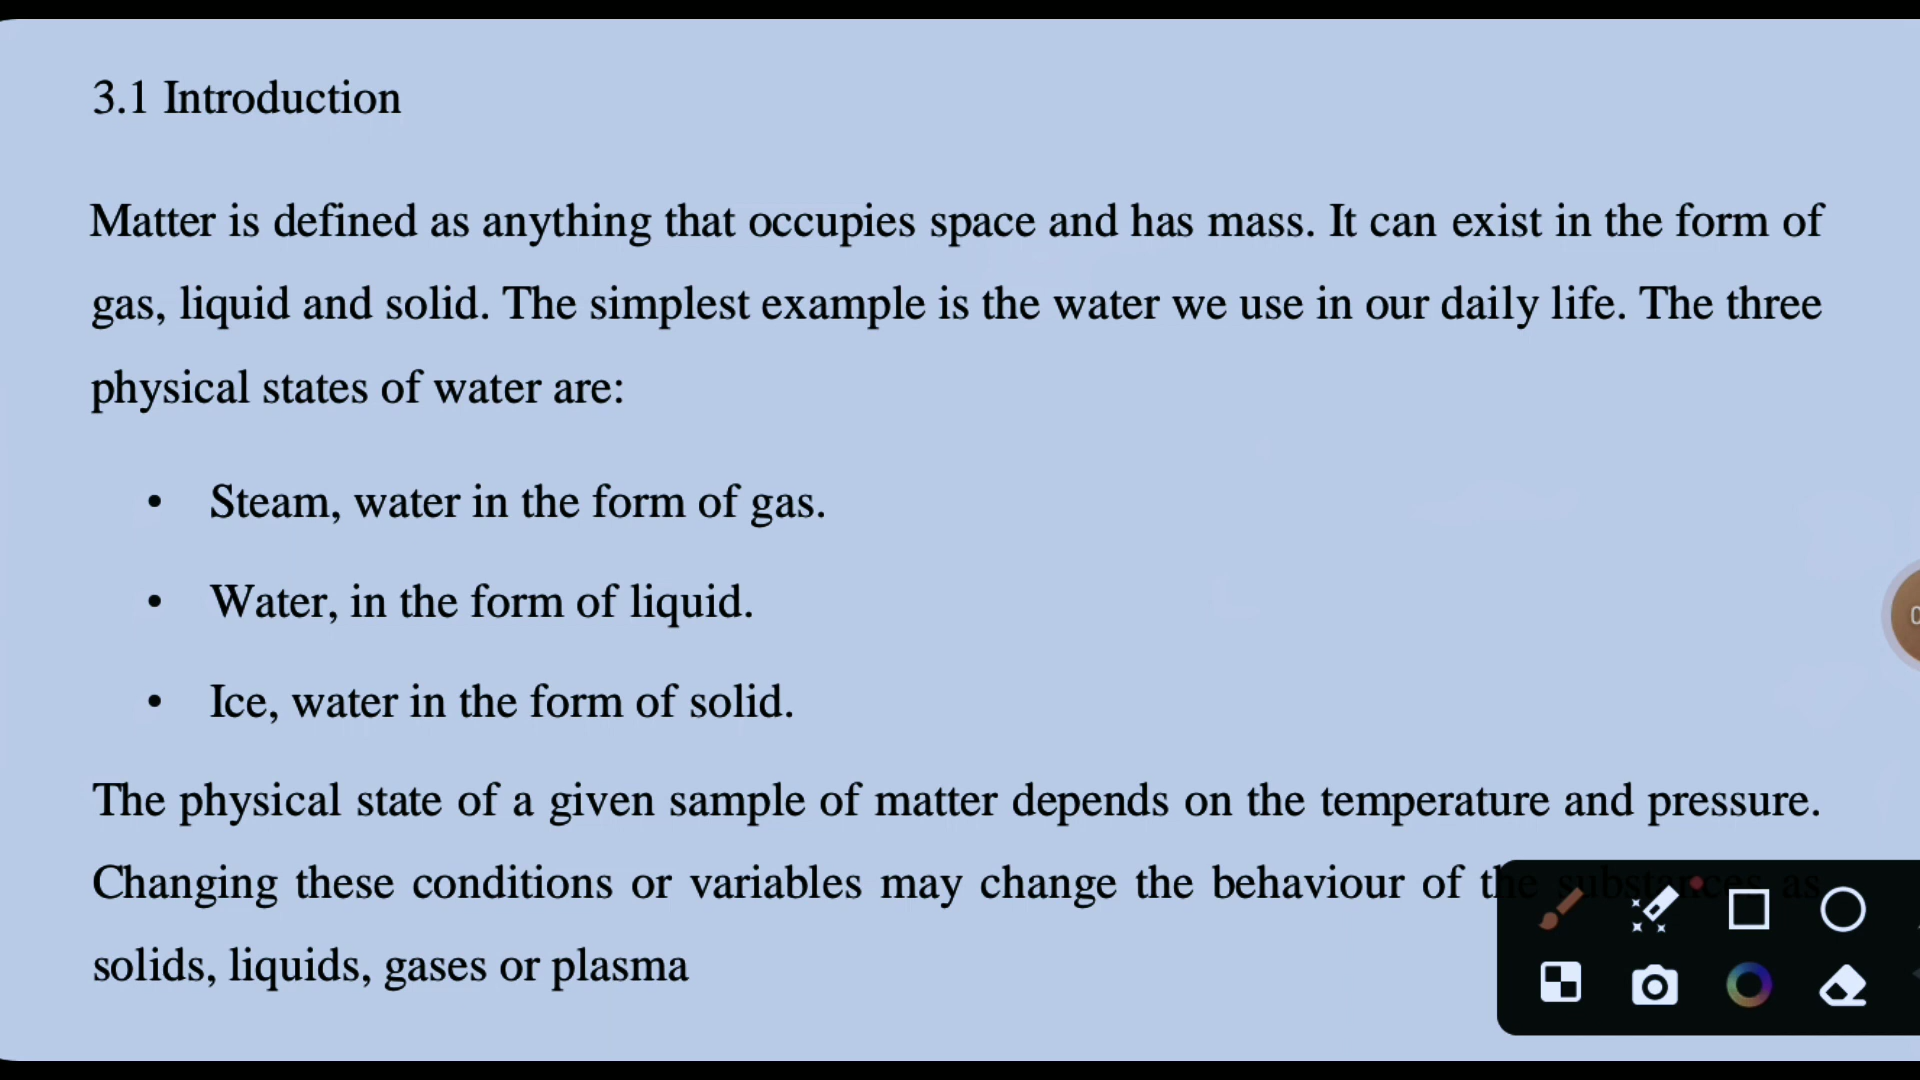 3.1 Introduction
Matter is defined as anything that occupies space and has mass. It can exist in the form of
gas, liquid and solid. The simplest example is the water we use in our daily life. The three
physical states of water are:
• Steam, water in the form of gas.
• Water, in the form of liquid.
• Ice, water in the form of solid.
The physical state of a given sample of matter depends on the temperature and pressure.
Changing these conditions or variables may change the behaviour of the substances as
solids, liquids, gases or plasma